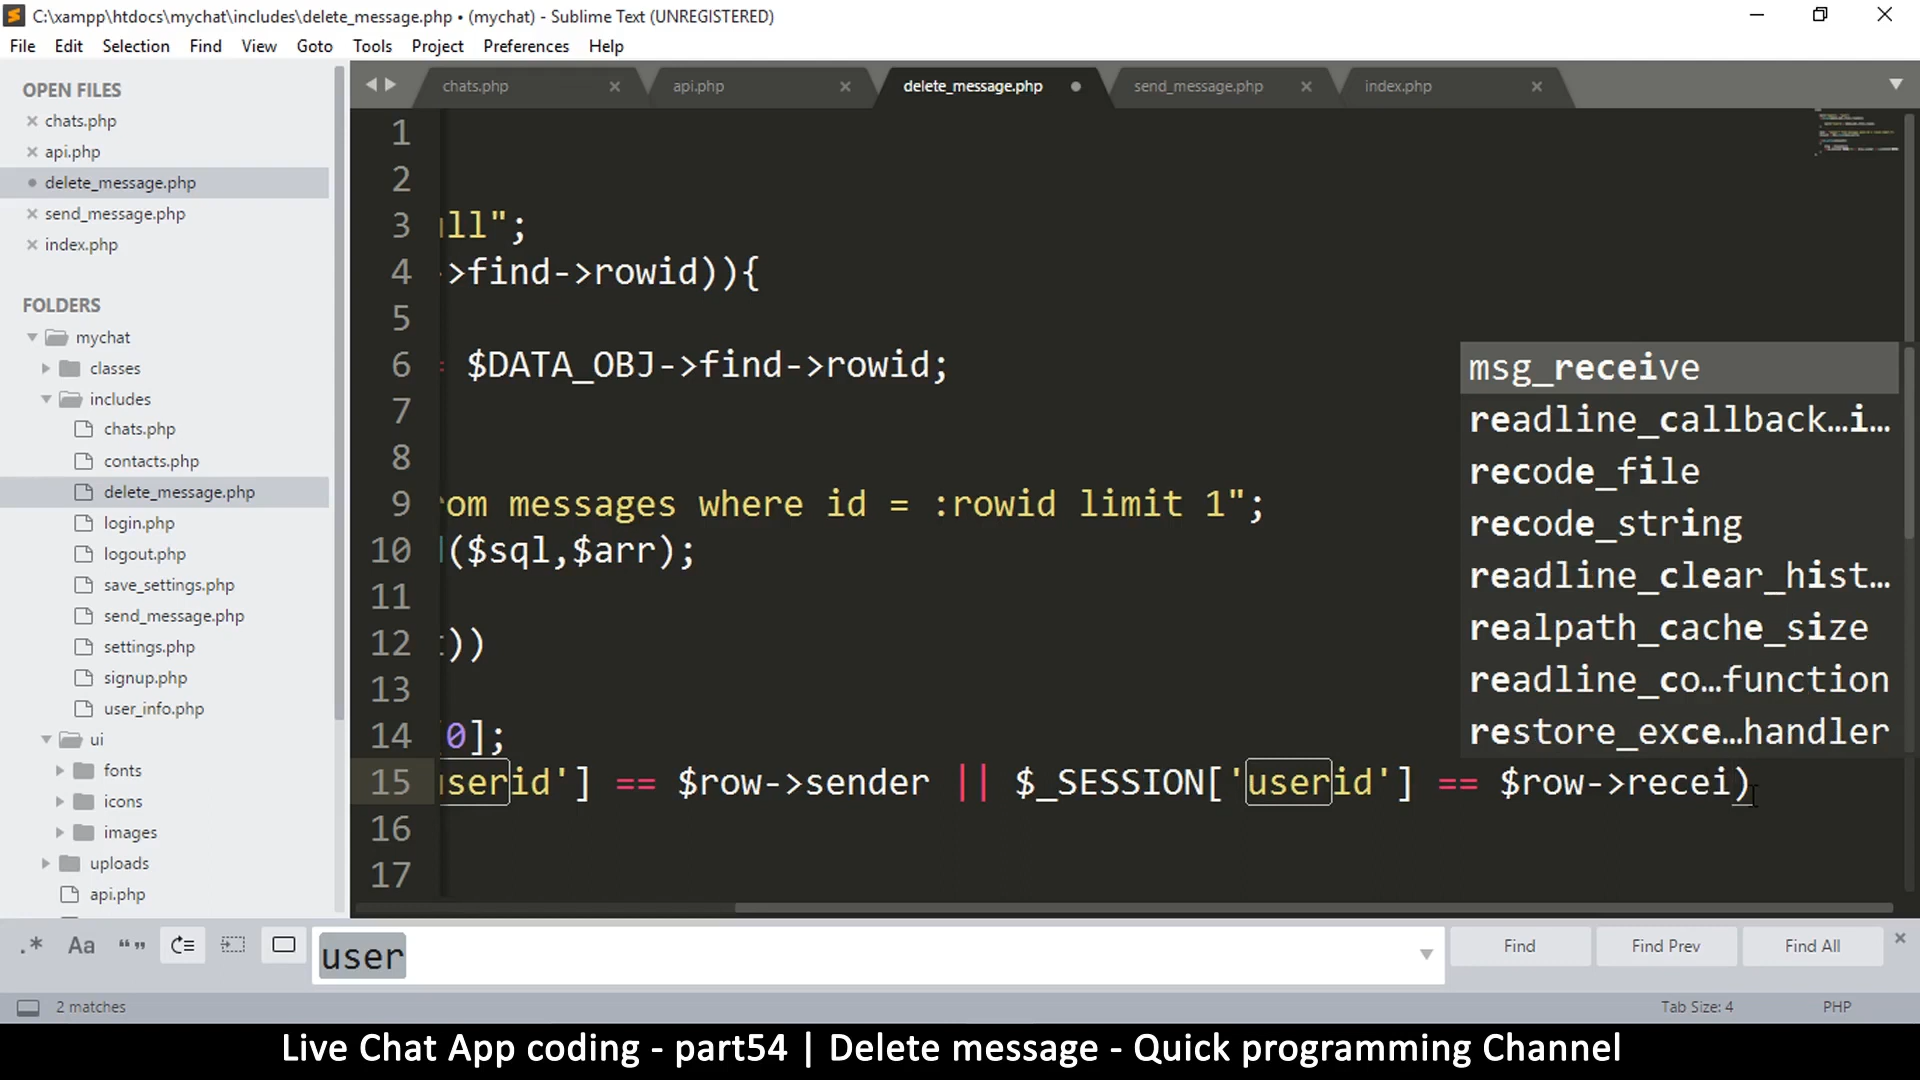 C:\xampp\htdocs\mychat\includes\delete_message.php • (mychat) - Sublime Text (UNREGISTERED)
File Edit Selection Find View Goto Tools Project Preferences Help
OPEN FILES
chats.php
api.php
delete_message.php
send_message.php
index.php
FOLDERS
mychat
classes
includes
chats.php
contacts.php
delete_message.php
login.php
logout.php
save_settings.php
send_message.php
settings.php
signup.php
user_info.php
ui
fonts
icons
images
uploads
api.php
chats.php api.php delete_message.php send_message.php index.php
1
2
3 ll";
4 >find->rowid)){
5
6 = $DATA_OBJ->find->rowid;
7
8
9 om messages where id = :rowid limit 1";
10 ($sql,$arr);
11
12 ))
13
14 [0];
15 serid'] == $row->sender || $_SESSION['userid'] == $row->recei)
16
17
msg_receive
readline_callback…i…
recode_file
recode_string
readline_clear_hist…
realpath_cache_size
readline_co…function
restore_exce…handler
.* Aa “” user Find Find Prev Find All
2 matches Tab Size: 4 PHP
Live Chat App coding - part54 | Delete message - Quick programming Channel